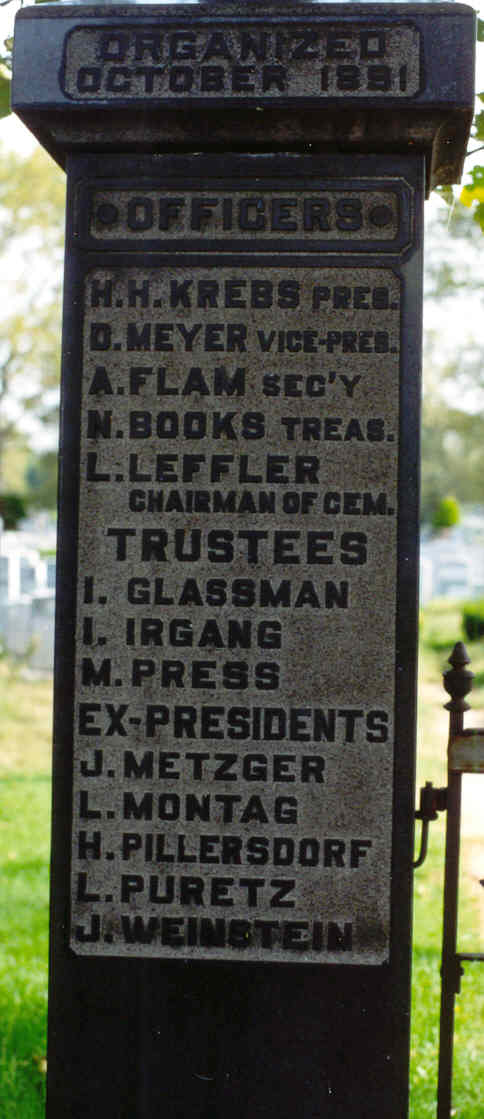 ORGANIZED
OCTOBER 1891
OFFICERS
H.H. KREBS PRES.
D. MEYER VICE-PRES.
A. FLAM SEC'Y
N. BOOKS TREAS.
L. LEFFLER
CHAIRMAN OF CEM.
TRUSTEES
I. GLASSMAN
I. IRGANG
M. PRESS
EX-PRESIDENTS
J. METZGER
L. MONTAG
H. PILLERSDORF
L. PURETZ
J. WEINSTEIN